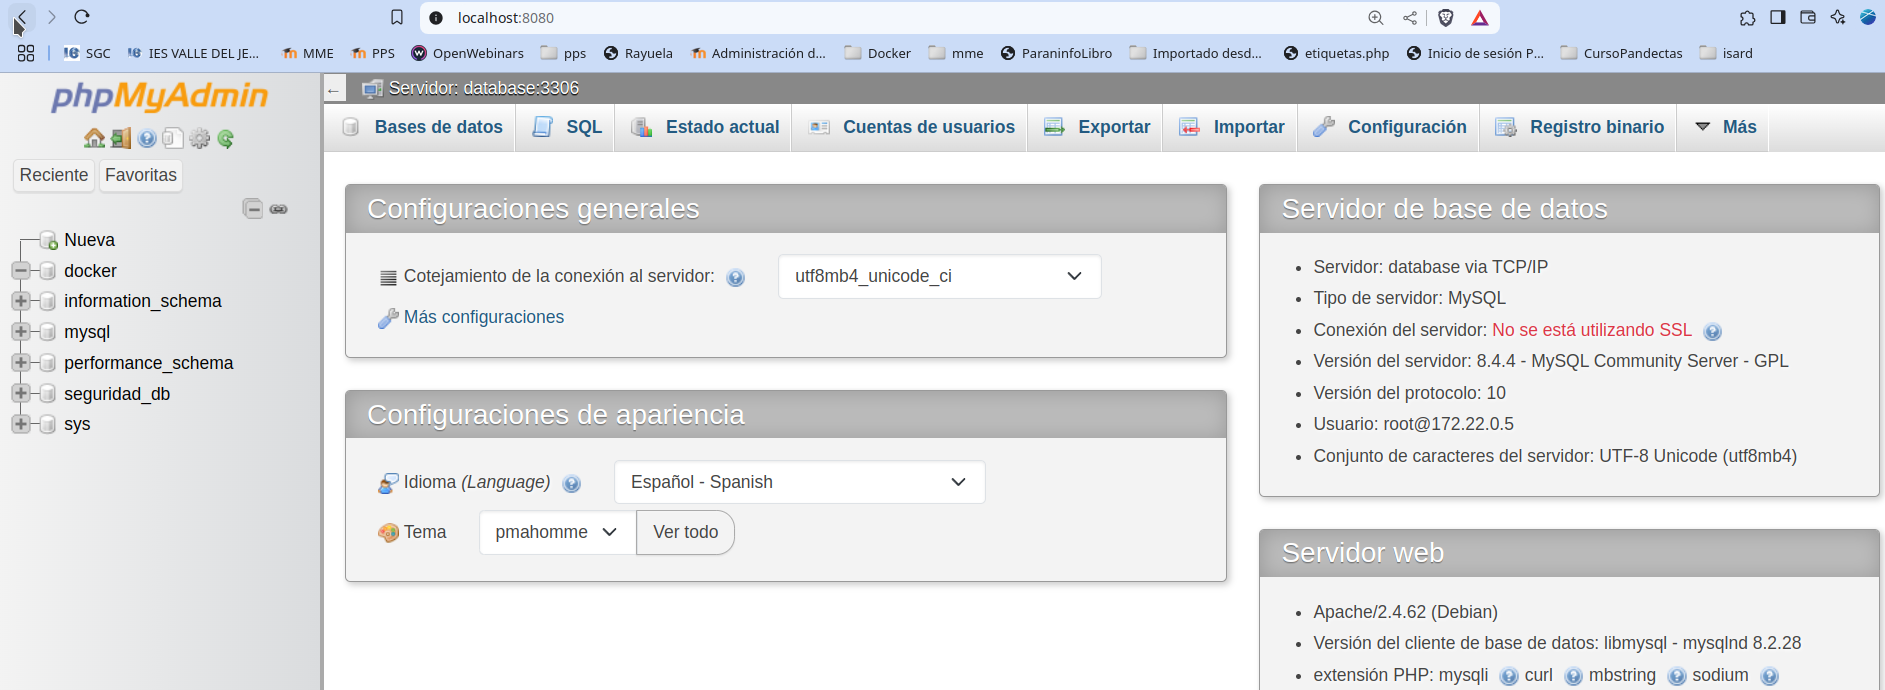 localhost:8080
SGC IES VALLE DEL JE... MME PPS OpenWebinars pps Rayuela Administración d... Docker mme ParaninfoLibro Importado desd... etiquetas.php Inicio de sesión P... CursoPandectas isard
phpMyAdmin
Reciente Favoritas
Nueva
docker
information_schema
mysql
performance_schema
seguridad_db
sys
Servidor: database:3306
Bases de datos SQL Estado actual Cuentas de usuarios Exportar Importar Configuración Registro binario Más
Configuraciones generales
Cotejamiento de la conexión al servidor: utf8mb4_unicode_ci
Más configuraciones
Configuraciones de apariencia
Idioma (Language) Español - Spanish
Tema pmahomme Ver todo
Servidor de base de datos
Servidor: database via TCP/IP
Tipo de servidor: MySQL
Conexión del servidor: No se está utilizando SSL
Versión del servidor: 8.4.4 - MySQL Community Server - GPL
Versión del protocolo: 10
Usuario: root@172.22.0.5
Conjunto de caracteres del servidor: UTF-8 Unicode (utf8mb4)
Servidor web
Apache/2.4.62 (Debian)
Versión del cliente de base de datos: libmysql - mysqlnd 8.2.28
extensión PHP: mysqli curl mbstring sodium